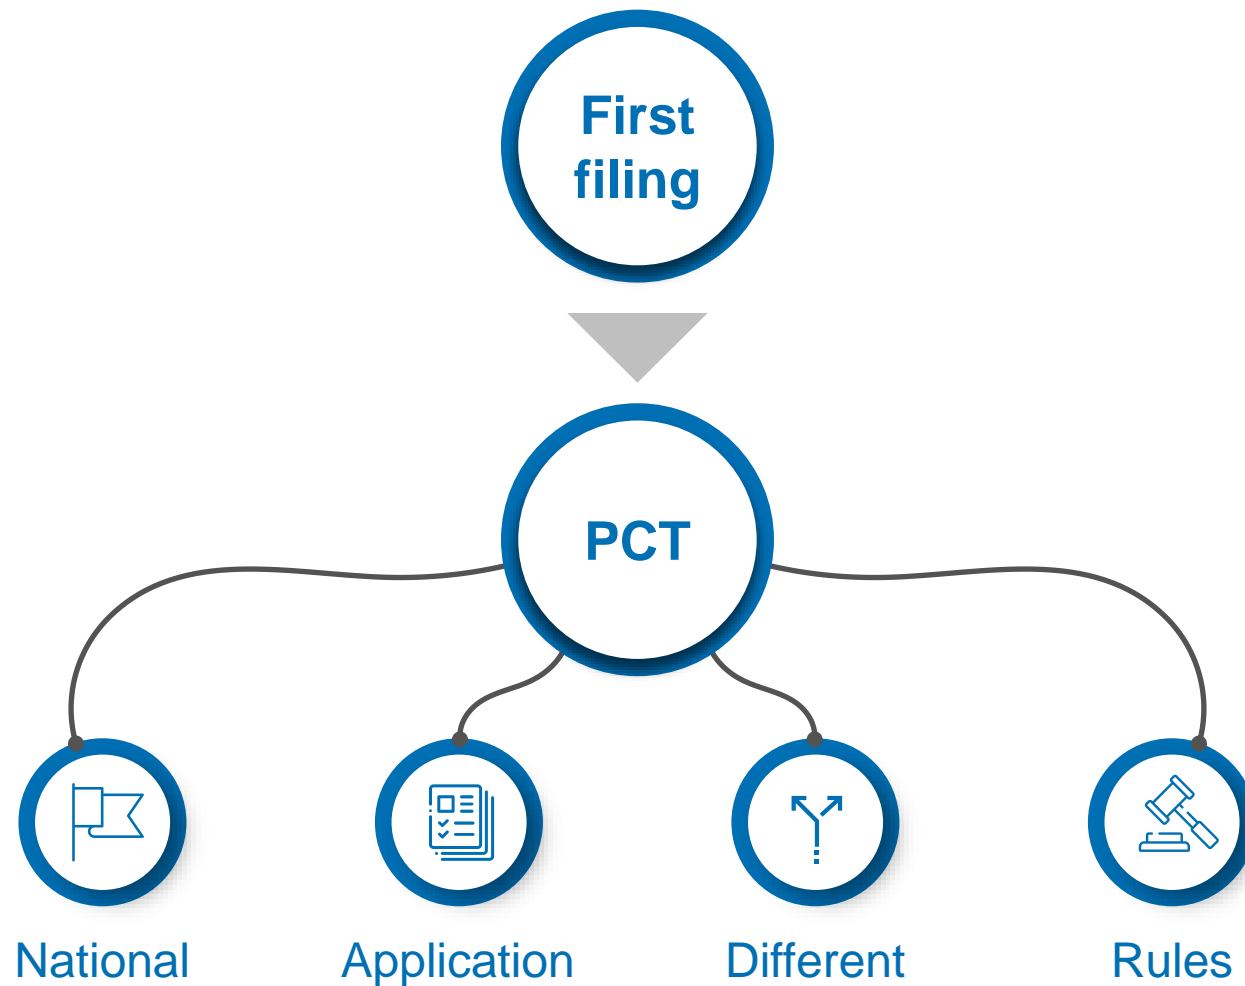 First
filing
PCT
National
Application
Different
Rules